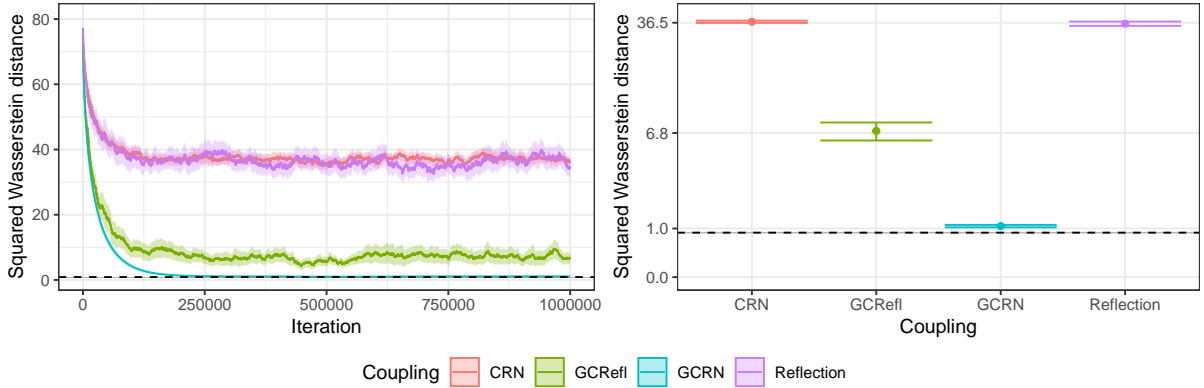 Squared Wasserstein distance
80
60
40
20
0
0
250000
500000
750000
1000000
Iteration
Squared Wasserstein distance
36.5
6.8
1.0
0.0
CRN
GCRefl
GCRN
Reflection
Coupling
Coupling CRN GCRefl GCRN Reflection